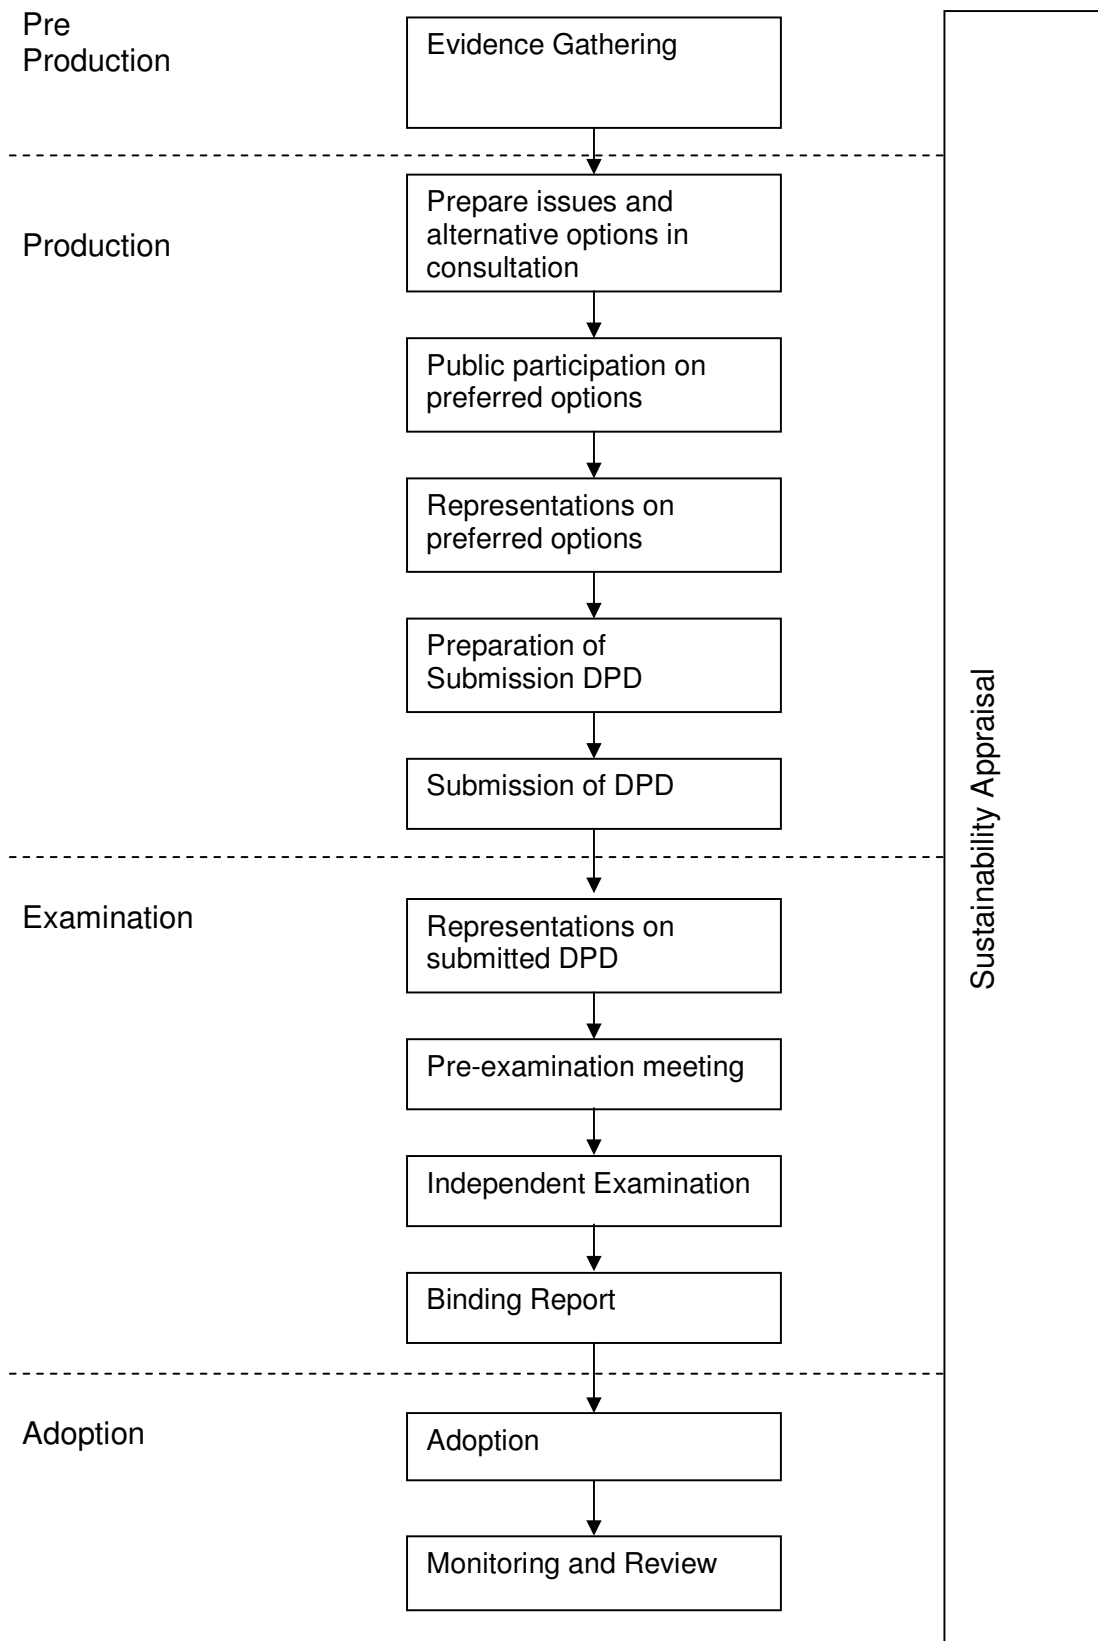 Pre
Production
Evidence Gathering
Production
Prepare issues and
alternative options in
consultation
Public participation on
preferred options
Representations on
preferred options
Preparation of
Submission DPD
Submission of DPD
Examination
Representations on
submitted DPD
Pre-examination meeting
Independent Examination
Binding Report
Adoption
Adoption
Monitoring and Review
Sustainability Appraisal